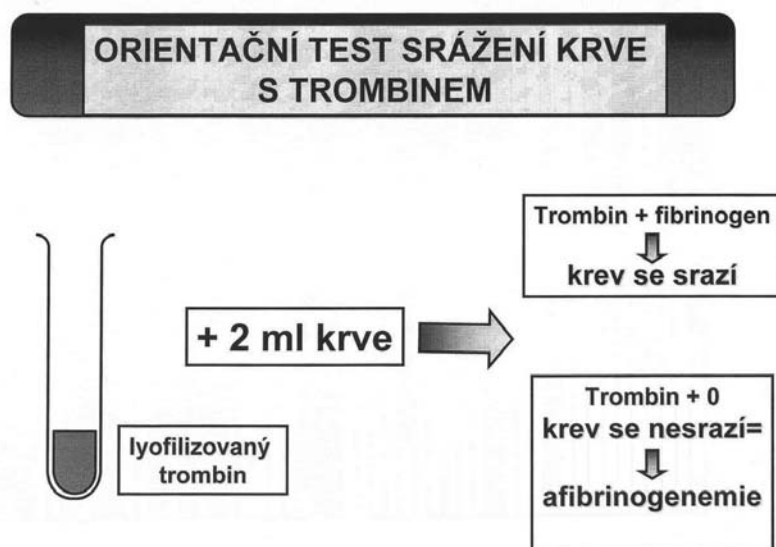 ORIENTAČNÍ TEST SRÁŽENÍ KRVE
S TROMBINEM
Trombin + fibrinogen
krev se srazí
+ 2 ml krve
Trombin + 0
krev se nesrazí=
afibrinogenemie
lyofilizovaný
trombin